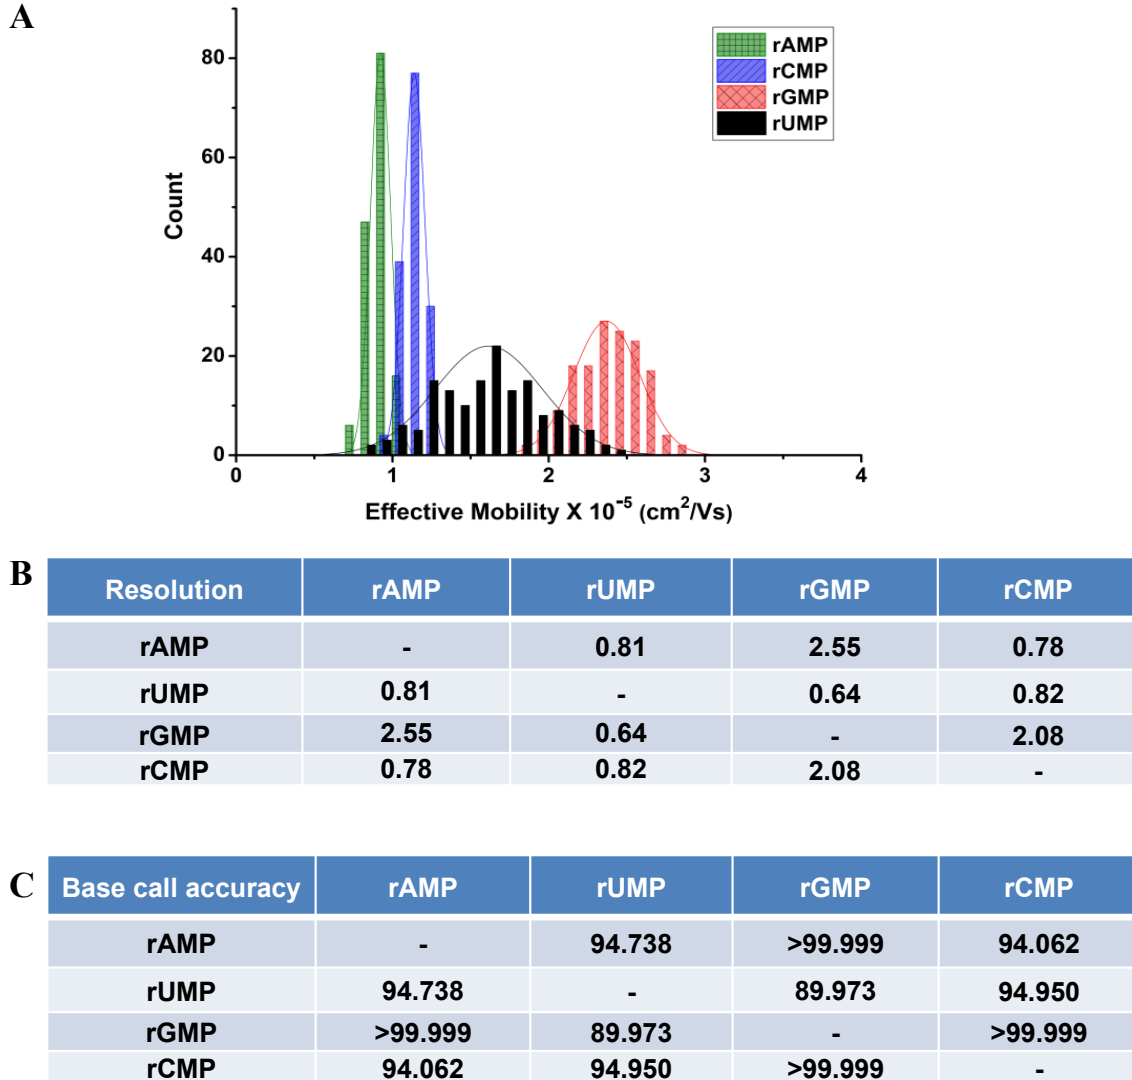 A
rAMP
rCMP
rGMP
rUMP
80
60
40
20
0
Count
0 1 2 3 4
Effective Mobility X 10⁻⁵ (cm²/Vs)
B
Resolution rAMP rUMP rGMP rCMP
rAMP - 0.81 2.55 0.78
rUMP 0.81 - 0.64 0.82
rGMP 2.55 0.64 - 2.08
rCMP 0.78 0.82 2.08 -
C
Base call accuracy rAMP rUMP rGMP rCMP
rAMP - 94.738 >99.999 94.062
rUMP 94.738 - 89.973 94.950
rGMP >99.999 89.973 - >99.999
rCMP 94.062 94.950 >99.999 -